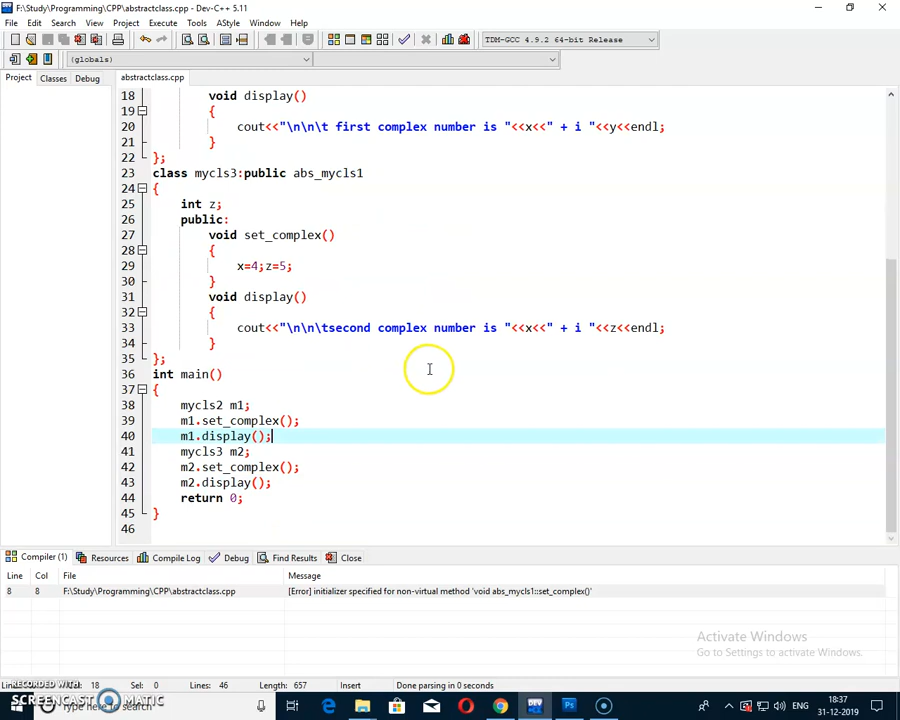 F:\Study\Programming\CPP\abstractclass.cpp - Dev-C++ 5.11
File Edit Search View Project Execute Tools AStyle Window Help
TDM-GCC 4.9.2 64-bit Release
(globals)
Project Classes Debug abstractclass.cpp
18 void display()
19 {
20 cout<<"\n\n\t first complex number is "<<x<<" + i "<<y<<endl;
21 }
22 };
23 class mycls3:public abs_mycls1
24 {
25 int z;
26 public:
27 void set_complex()
28 {
29 x=4;z=5;
30 }
31 void display()
32 {
33 cout<<"\n\n\tsecond complex number is "<<x<<" + i "<<z<<endl;
34 }
35 };
36 int main()
37 {
38 mycls2 m1;
39 m1.set_complex();
40 m1.display();
41 mycls3 m2;
42 m2.set_complex();
43 m2.display();
44 return 0;
45 }
46
Compiler (1) Resources Compile Log Debug Find Results Close
Line Col File Message
8 8 F:\Study\Programming\CPP\abstractclass.cpp [Error] initializer specified for non-virtual method 'void abs_mycls1::set_complex()'
Activate Windows
Go to Settings to activate Windows.
18 Sel: 0 Lines: 46 Length: 657 Insert Done parsing in 0 seconds
RECORDED WITH
SCREENCAST MATIC
type here to search
DEV
Ps
18:37
31-12-2019